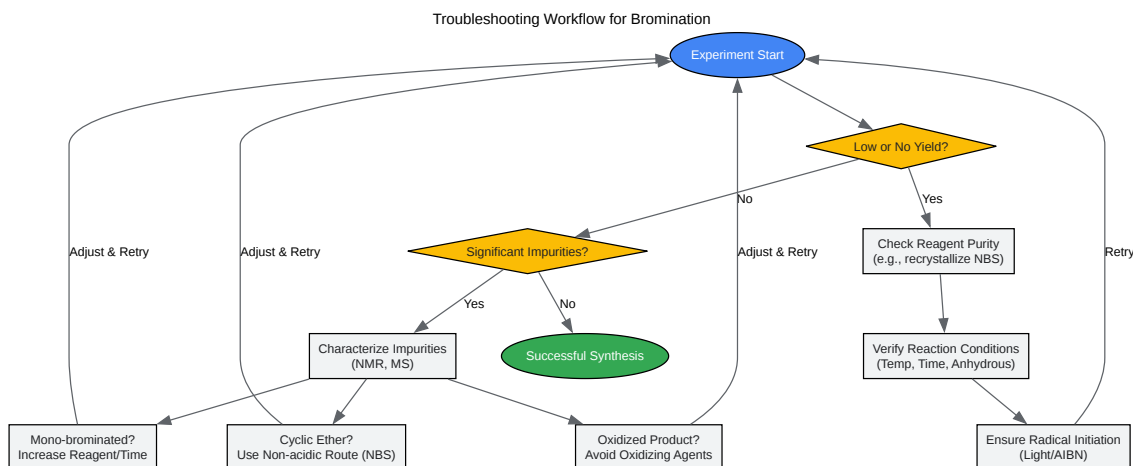 Troubleshooting Workflow for Bromination
Experiment Start
Low or No Yield?
No
Yes
Adjust & Retry
Adjust & Retry
Significant Impurities?
Adjust & Retry
Check Reagent Purity
(e.g., recrystallize NBS)
Retry
Yes
No
Characterize Impurities
(NMR, MS)
Successful Synthesis
Verify Reaction Conditions
(Temp, Time, Anhydrous)
Mono-brominated?
Increase Reagent/Time
Cyclic Ether?
Use Non-acidic Route (NBS)
Oxidized Product?
Avoid Oxidizing Agents
Ensure Radical Initiation
(Light/AIBN)